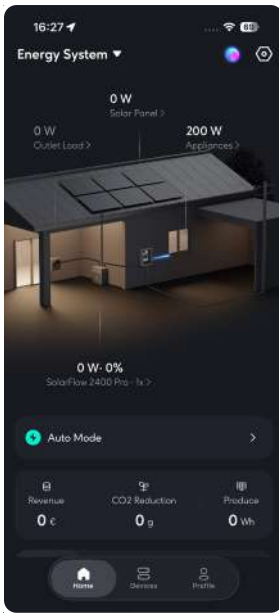 16:27
Energy System
0 W
Solar Panel >
0 W
Outlet Load >
200 W
Appliances >
0 W· 0%
SolarFlow 2400 Pro · 1x >
Auto Mode
Revenue
CO2 Reduction
Produce
0 €
0 g
0 Wh
Home
Devices
Profile